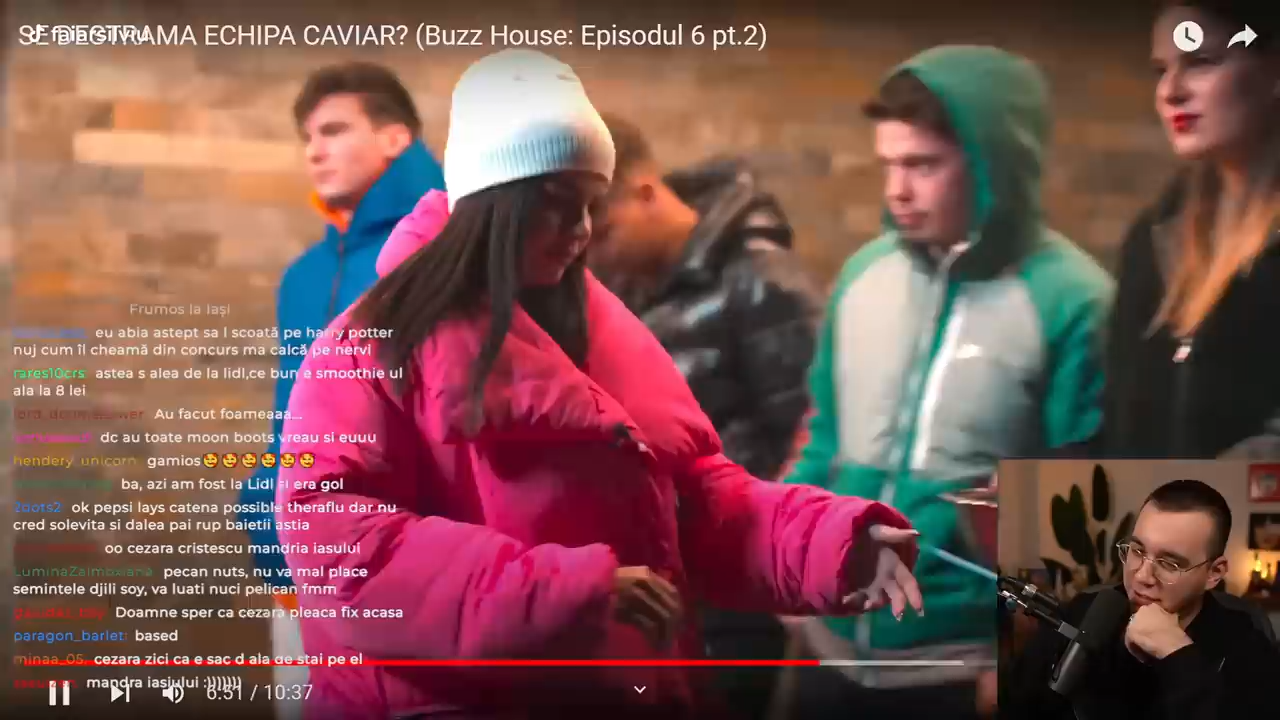 SE DESTRAMA ECHIPA CAVIAR? (Buzz House: Episodul 6 pt.2)
Frumos la Iași
eu abia astept sa l scoată pe harry potter
nuj cum îl cheamă din concurs ma calcă pe nervi
rares10crs: astea s alea de la lidl,ce bun e smoothie ul
ala la 8 lei
Au facut foameaaa...
dc au toate moon boots vreau si euuu
hendery_unicorn: gamios🥰🥰🥰🥰🥰🥰
ba, azi am fost la Lidl si era gol
2oots2: ok pepsi lays catena possible theraflu dar nu
cred solevita si dalea pai rup baietii astia
oo cezara cristescu mandria iasului
pecan nuts, nu va mal place
semintele djili soy, va luati nuci pelican fmm
Doamne sper ca cezara pleaca fix acasa
paragon_barlet: based
minaa_05: cezara zici ca e sac d ala de stai pe el
mandra iasiului :)))))))
6:51 / 10:37